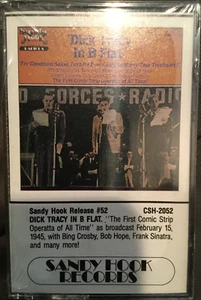 Dick Tracy
In B Flat
D FORCES RADIO
Sandy Hook Release #52
CSH-2052
DICK TRACY IN B FLAT, "The First Comic Strip
Operatta of All Time" as broadcast February 15,
1945, with Bing Crosby, Bob Hope, Frank Sinatra,
and many more!
SANDY HOOK
RECORDS